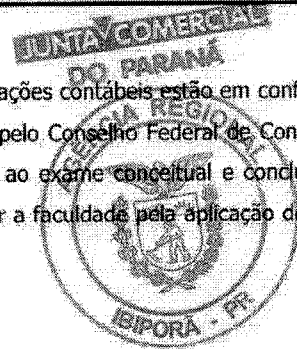 JUNTA COMERCIAL
DO PARANÁ
ações contábeis estão em conf
AGÊNCIA REGIONAL
pelo Conselho Federal de Con
ao exame conceitual e conclu
r a faculdade pela aplicação d
IBIPORÃ - PR